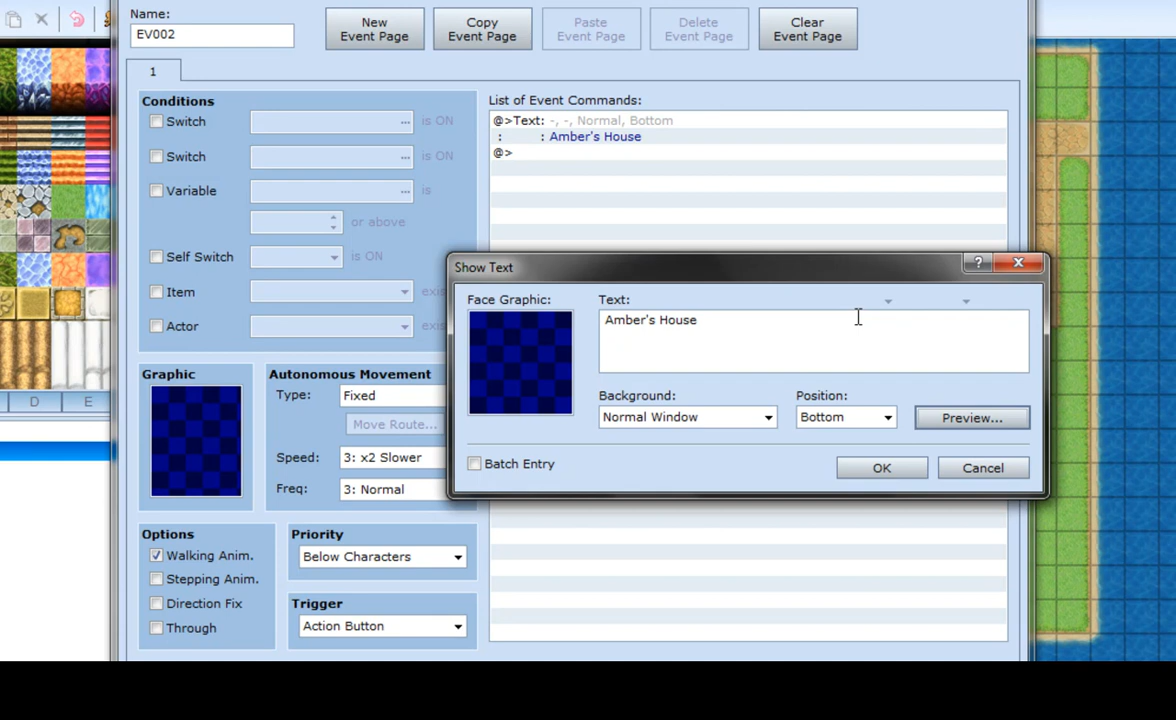 Name:
EV002
New
Event Page
Copy
Event Page
Paste
Event Page
Delete
Event Page
Clear
Event Page
1
Conditions
Switch ... is ON
Switch ... is ON
Variable ... is
or above
Self Switch is ON
Item
Actor
Graphic
Autonomous Movement
Type: Fixed
Move Route...
Speed: 3: x2 Slower
Freq: 3: Normal
Options
Walking Anim.
Stepping Anim.
Direction Fix
Through
Priority
Below Characters
Trigger
Action Button
List of Event Commands:
@>Text: -, -, Normal, Bottom
: : Amber's House
@>
Show Text
?
Face Graphic:
Text:
Amber's House
Background:
Normal Window
Position:
Bottom
Preview...
Batch Entry
OK
Cancel
D E